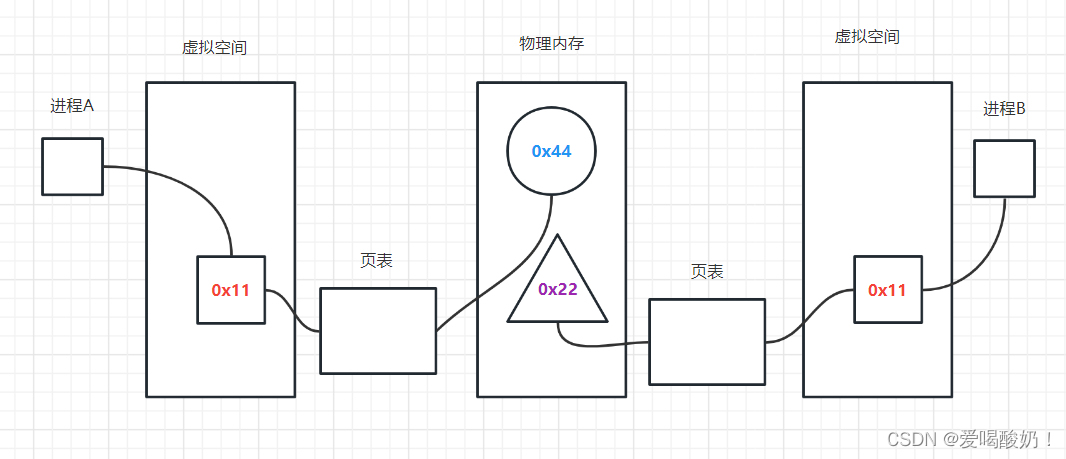 虚拟空间
物理内存
虚拟空间
进程A
进程B
0x44
页表
页表
0x11
0x22
0x11
CSDN @爱喝酸奶！